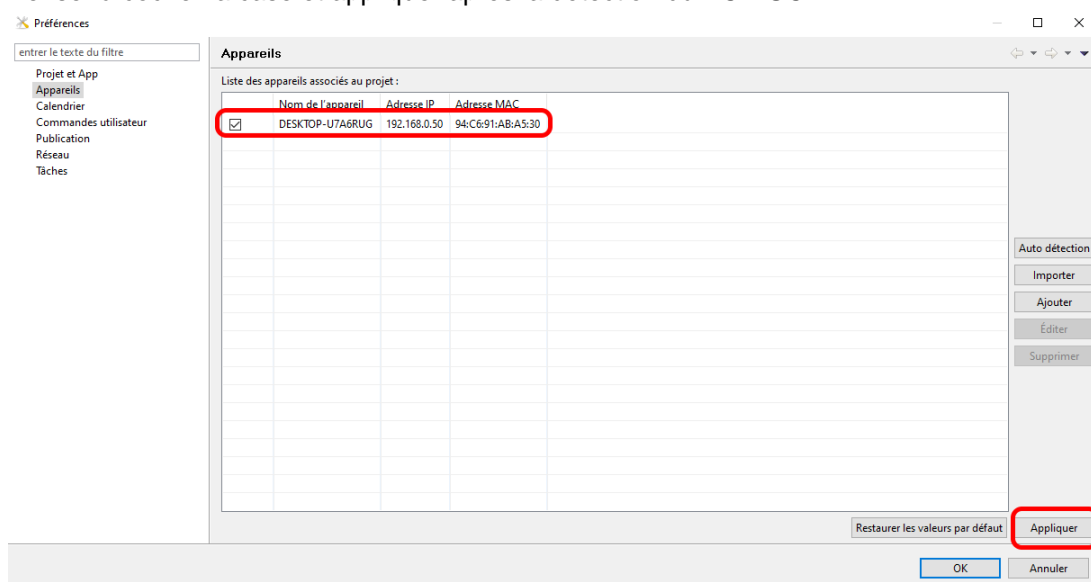 Préférences
entrer le texte du filtre
Projet et App
Appareils
Calendrier
Commandes utilisateur
Publication
Réseau
Tâches
Appareils
Liste des appareils associés au projet :
Nom de l'appareil Adresse IP Adresse MAC
DESKTOP-U7A6RUG 192.168.0.50 94:C6:91:AB:A5:30
Auto détection
Importer
Ajouter
Éditer
Supprimer
Restaurer les valeurs par défaut Appliquer
OK Annuler